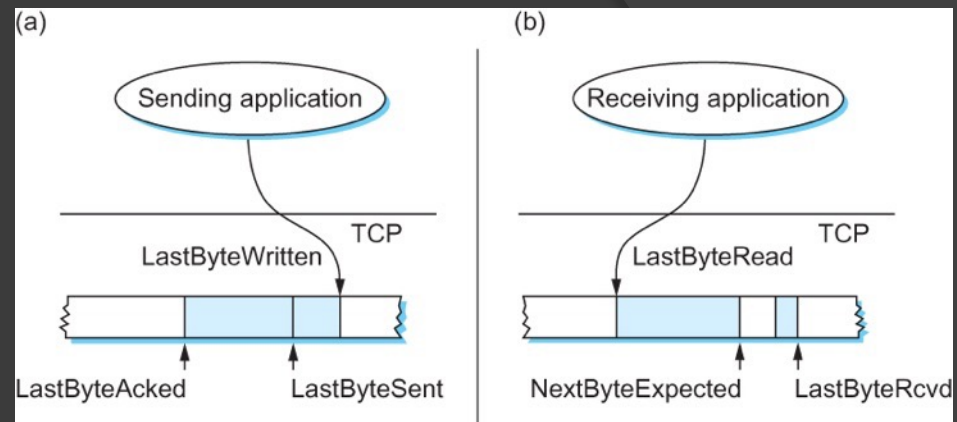 (a)
Sending application
TCP
LastByteWritten
LastByteAcked
LastByteSent
(b)
Receiving application
TCP
LastByteRead
NextByteExpected
LastByteRcvd